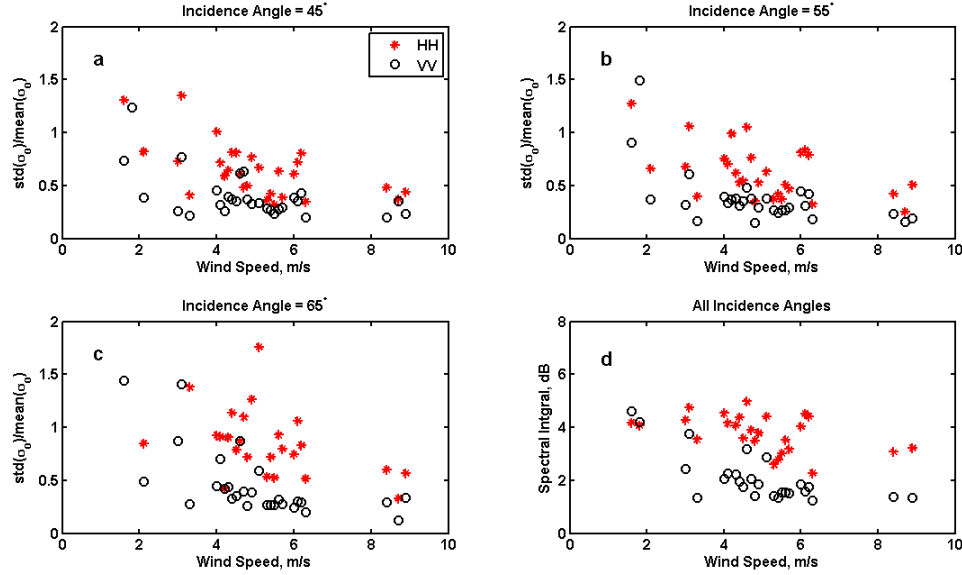 Incidence Angle = 45°
a
HH
VV
std(σ₀)/mean(σ₀)
2
1.5
1
0.5
0
0 2 4 6 8 10
Wind Speed, m/s
Incidence Angle = 55°
b
std(σ₀)/mean(σ₀)
2
1.5
1
0.5
0
0 2 4 6 8 10
Wind Speed, m/s
Incidence Angle = 65°
c
std(σ₀)/mean(σ₀)
2
1.5
1
0.5
0
0 2 4 6 8 10
Wind Speed, m/s
All Incidence Angles
d
Spectral Intgral, dB
8
6
4
2
0
0 2 4 6 8 10
Wind Speed, m/s